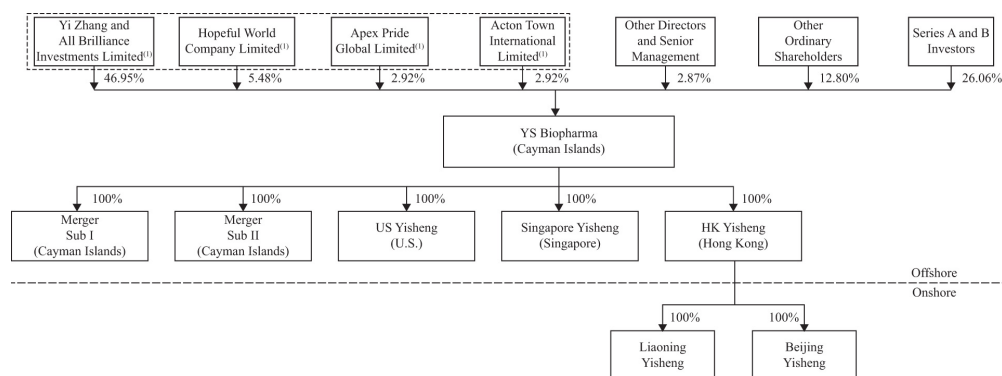 Yi Zhang and
All Brilliance
Investments Limited(1)
Hopeful World
Company Limited(1)
Apex Pride
Global Limited(1)
Acton Town
International
Limited(1)
Other Directors
and Senior
Management
Other
Ordinary
Shareholders
Series A and B
Investors
46.95%
5.48%
2.92%
2.92%
2.87%
12.80%
26.06%
YS Biopharma
(Cayman Islands)
100%
100%
100%
100%
100%
Merger
Sub I
(Cayman Islands)
Merger
Sub II
(Cayman Islands)
US Yisheng
(U.S.)
Singapore Yisheng
(Singapore)
HK Yisheng
(Hong Kong)
Offshore
Onshore
100%
100%
Liaoning
Yisheng
Beijing
Yisheng